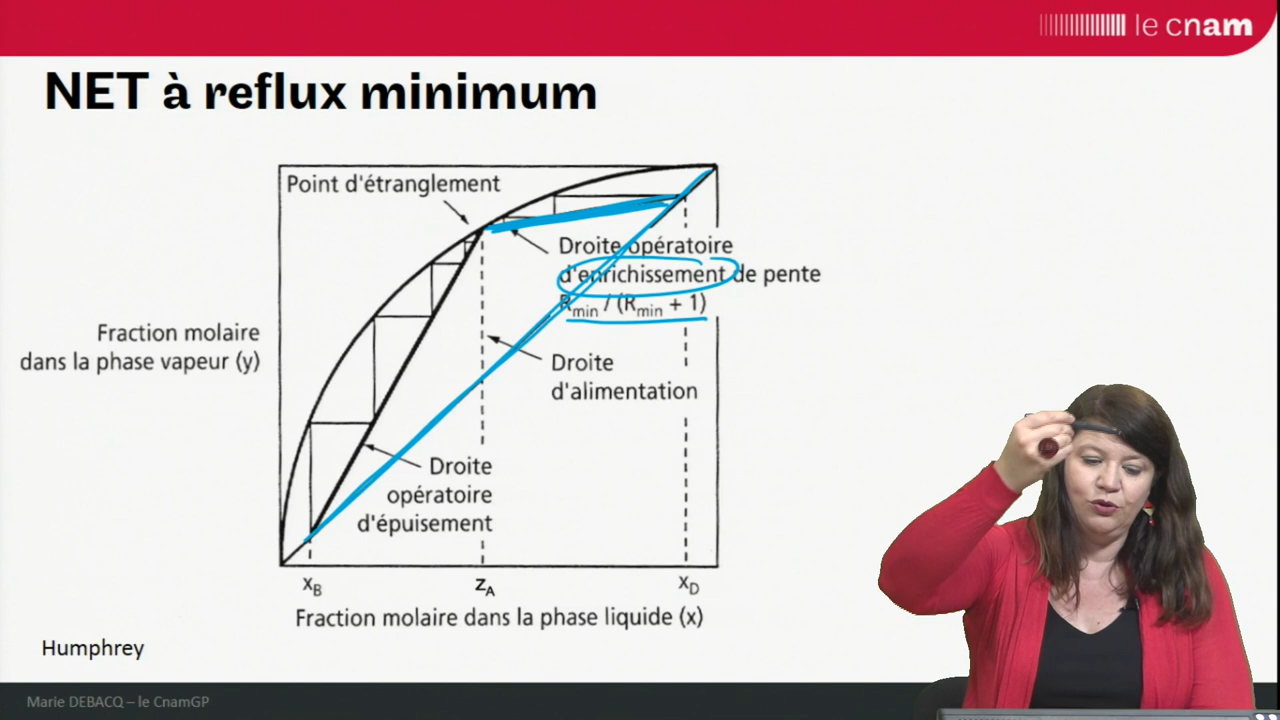 le cnam
NET à reflux minimum
Point d'étranglement
Droite opératoire
d'enrichissement de pente
Rmin / (Rmin + 1)
Fraction molaire
dans la phase vapeur (y)
Droite
d'alimentation
Droite
opératoire
d'épuisement
xB
zA
xD
Fraction molaire dans la phase liquide (x)
Humphrey
Marie DEBACQ – le CnamGP